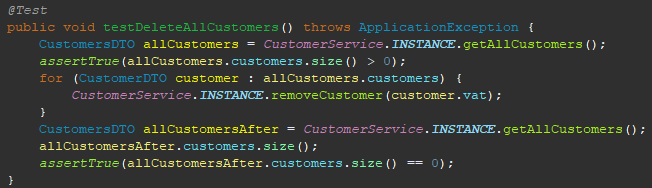 @Test
public void testDeleteAllCustomers() throws ApplicationException {
    CustomersDTO allCustomers = CustomerService.INSTANCE.getAllCustomers();
    assertTrue(allCustomers.customers.size() > 0);
    for (CustomerDTO customer : allCustomers.customers) {
        CustomerService.INSTANCE.removeCustomer(customer.vat);
    }
    CustomersDTO allCustomersAfter = CustomerService.INSTANCE.getAllCustomers();
    allCustomersAfter.customers.size();
    assertTrue(allCustomersAfter.customers.size() == 0);
}